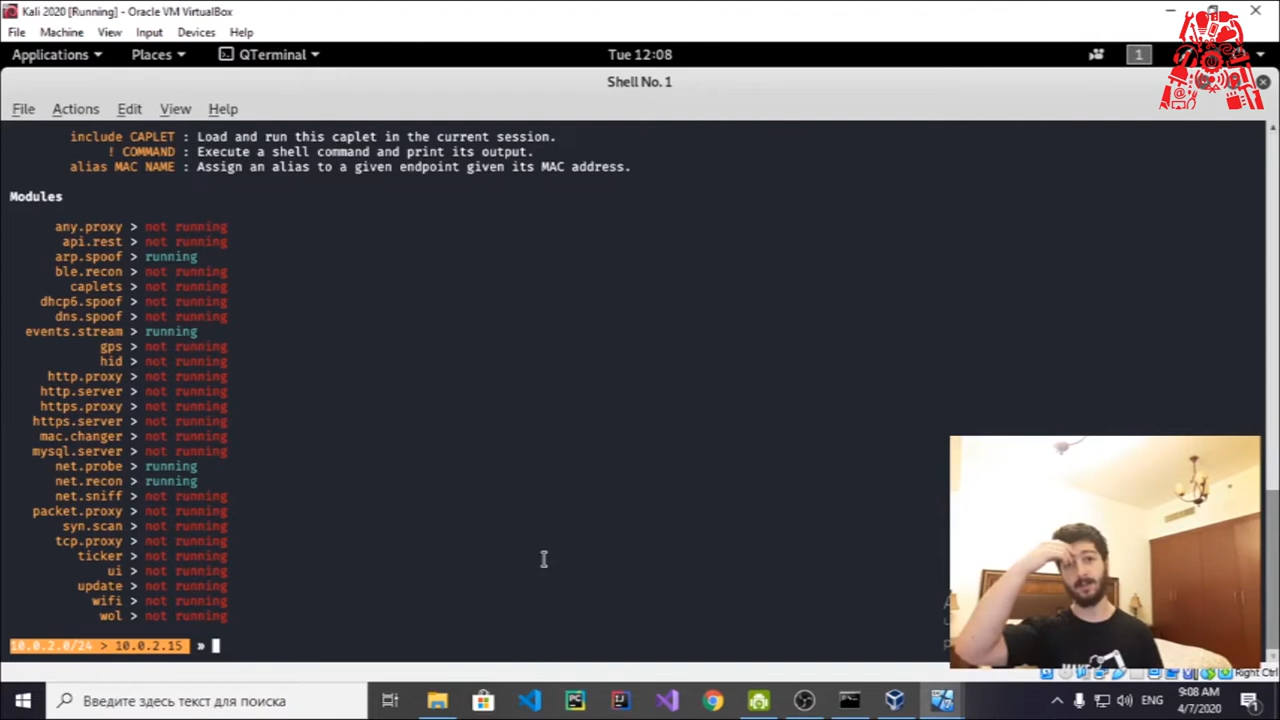 Kali 2020 [Running] - Oracle VM VirtualBox
File Machine View Input Devices Help
Applications Places QTerminal Tue 12:08 1
Shell No. 1
File Actions Edit View Help
include CAPLET : Load and run this caplet in the current session.
! COMMAND : Execute a shell command and print its output.
alias MAC NAME : Assign an alias to a given endpoint given its MAC address.
Modules
any.proxy > not running
api.rest > not running
arp.spoof > running
ble.recon > not running
caplets > not running
dhcp6.spoof > not running
dns.spoof > not running
events.stream > running
gps > not running
hid > not running
http.proxy > not running
http.server > not running
https.proxy > not running
https.server > not running
mac.changer > not running
mysql.server > not running
net.probe > running
net.recon > running
net.sniff > not running
packet.proxy > not running
syn.scan > not running
tcp.proxy > not running
ticker > not running
ui > not running
update > not running
wifi > not running
wol > not running
10.0.2.0/24 > 10.0.2.15 »
MAKE
Right Ctrl
Введите здесь текст для поиска
ENG
9:08 AM
4/7/2020
1